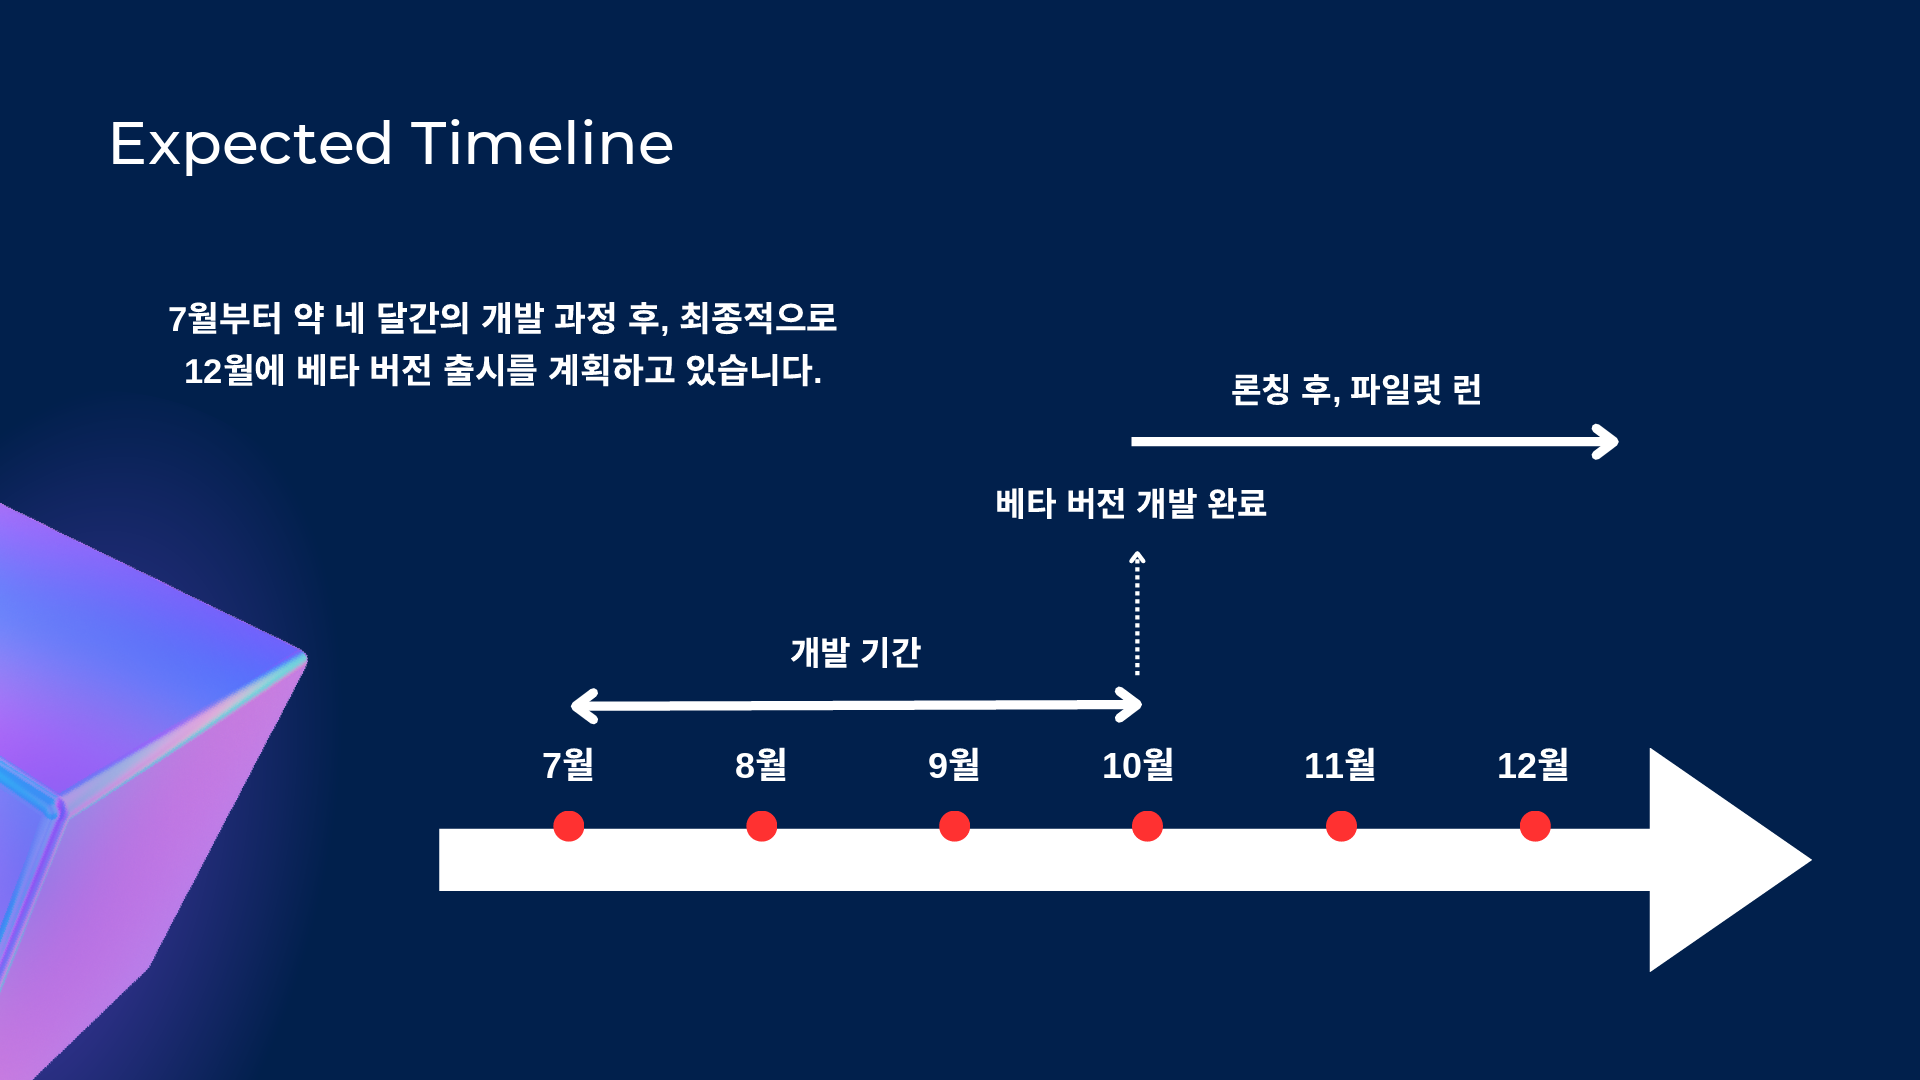 Expected Timeline
7월부터 약 네 달간의 개발 과정 후, 최종적으로
12월에 베타 버전 출시를 계획하고 있습니다.
론칭 후, 파일럿 런
베타 버전 개발 완료
개발 기간
7월 8월 9월 10월 11월 12월